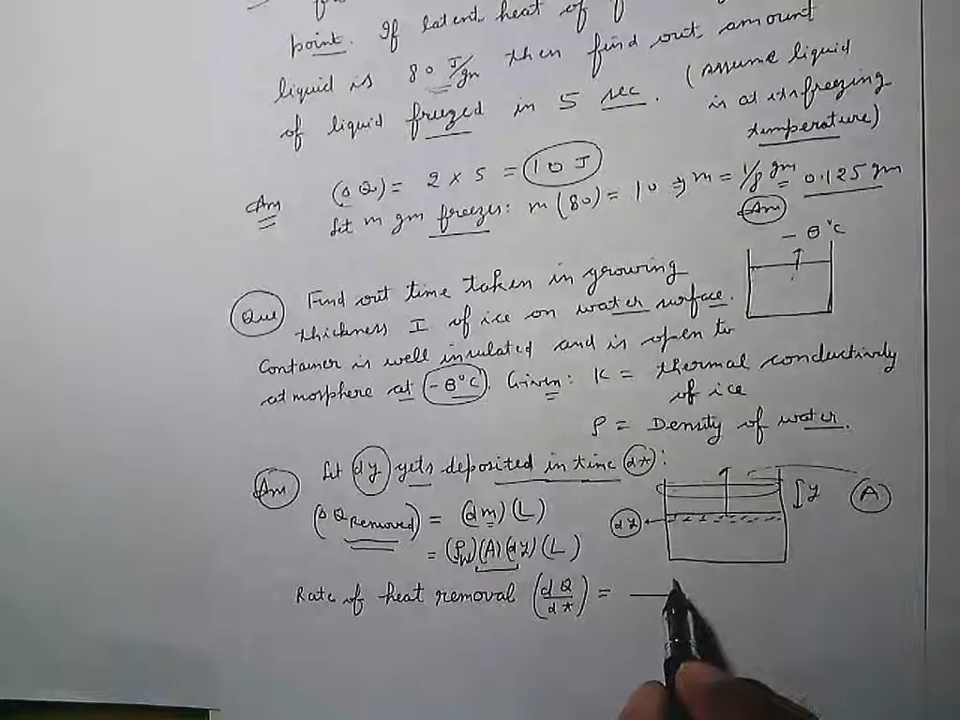 point. If latent heat of
liquid is 80 J/gm then find out amount
of liquid freezed in 5 sec. (Assume liquid
is at its freezing
temperature)
Ans (ΔQ) = 2 × 5 = 10 J
Let m gm freezes: m(80) = 10 ⇒ m = 1/8 gm = 0.125 gm
Ans
Que Find out time taken in growing
thickness I of ice on water surface.
Container is well insulated and is open to
atmosphere at -θ°C. Given: K = thermal conductivity
of ice
ρ = Density of water.
- θ°C
Ans Let dy gets deposited in time dt:
(ΔQ Removed) = (dm)(L)
= (ρw)(A)(dy)(L)
Rate of heat removal (dQ/dt) =
dy
y
A